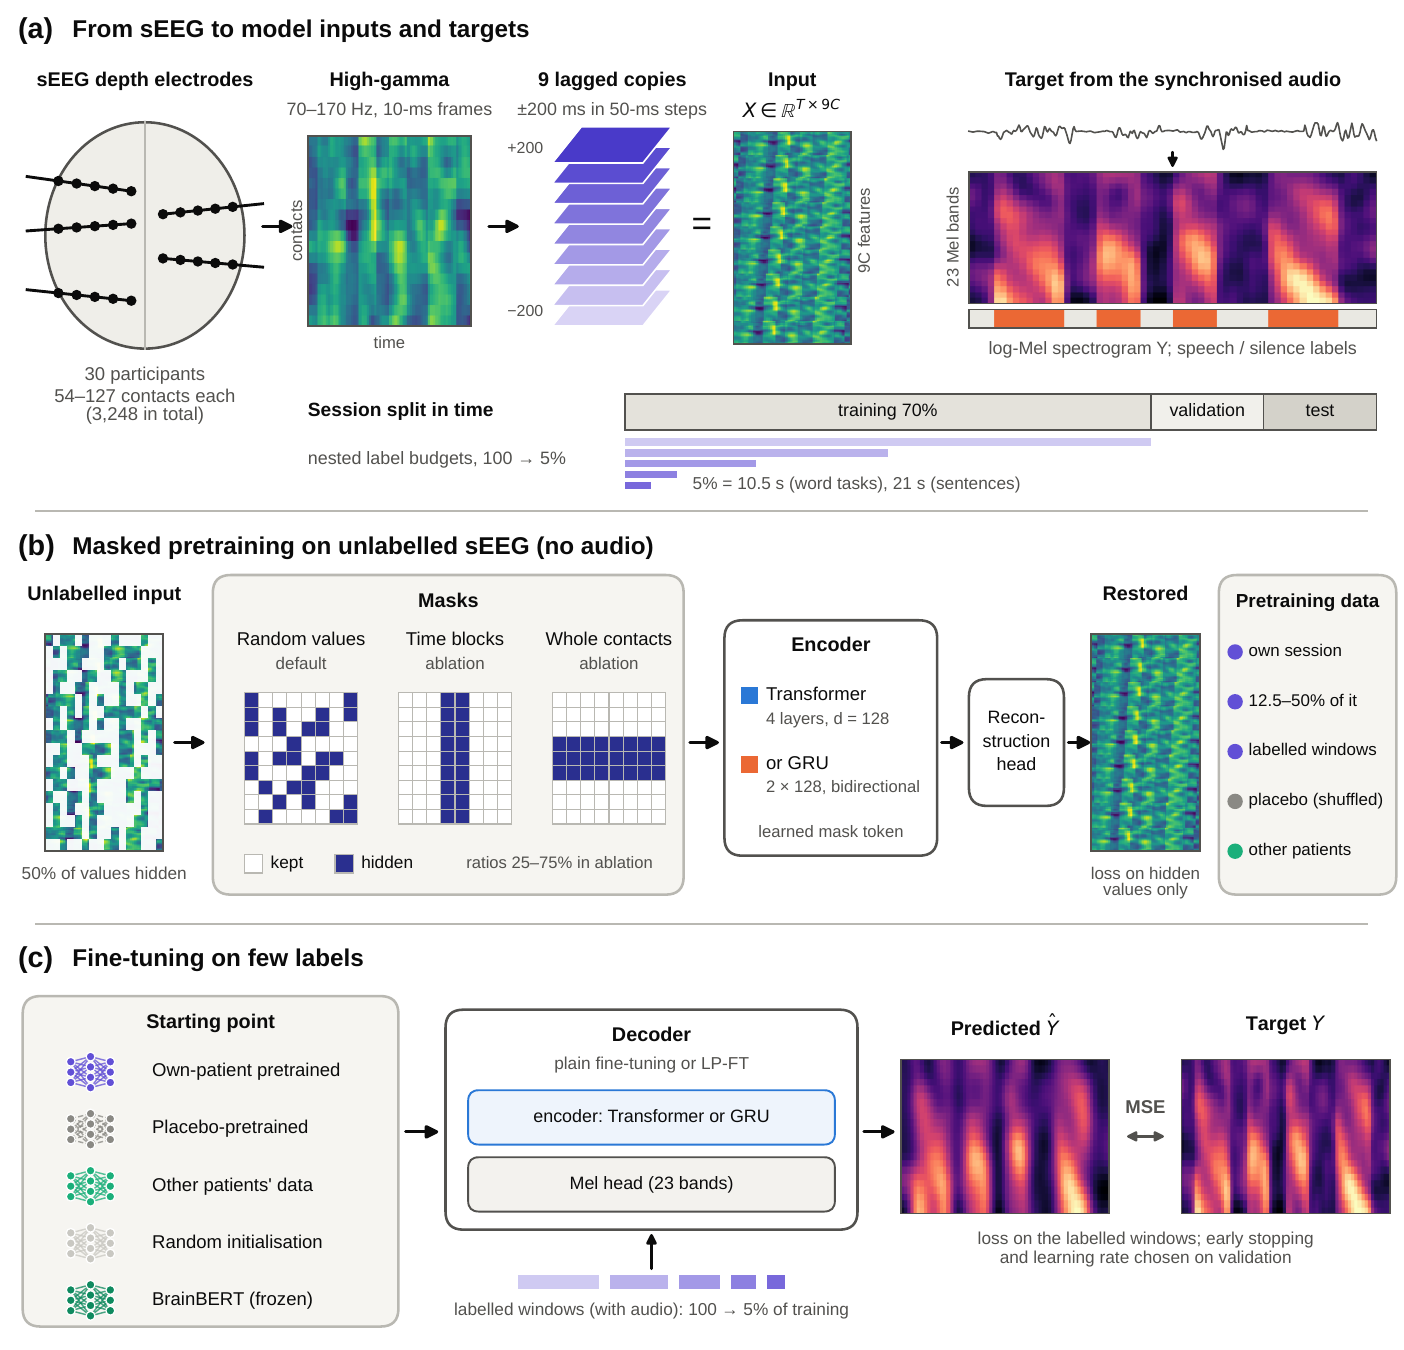 (a) From sEEG to model inputs and targets
sEEG depth electrodes
High-gamma
9 lagged copies
Input
Target from the synchronised audio
70–170 Hz, 10-ms frames
±200 ms in 50-ms steps
X ∈ ℝ^{T × 9C}
+200
−200
contacts
time
=
9C features
23 Mel bands
log-Mel spectrogram Y; speech / silence labels
30 participants
54–127 contacts each
(3,248 in total)
Session split in time
training 70%
validation
test
nested label budgets, 100 → 5%
5% = 10.5 s (word tasks), 21 s (sentences)
(b) Masked pretraining on unlabelled sEEG (no audio)
Unlabelled input
50% of values hidden
Masks
Random values
default
Time blocks
ablation
Whole contacts
ablation
kept
hidden
ratios 25–75% in ablation
Encoder
Transformer
4 layers, d = 128
or GRU
2 × 128, bidirectional
learned mask token
Recon-
struction
head
Restored
loss on hidden
values only
Pretraining data
own session
12.5–50% of it
labelled windows
placebo (shuffled)
other patients
(c) Fine-tuning on few labels
Starting point
Own-patient pretrained
Placebo-pretrained
Other patients' data
Random initialisation
BrainBERT (frozen)
Decoder
plain fine-tuning or LP-FT
encoder: Transformer or GRU
Mel head (23 bands)
labelled windows (with audio): 100 → 5% of training
Predicted Ŷ
MSE
Target Y
loss on the labelled windows; early stopping
and learning rate chosen on validation